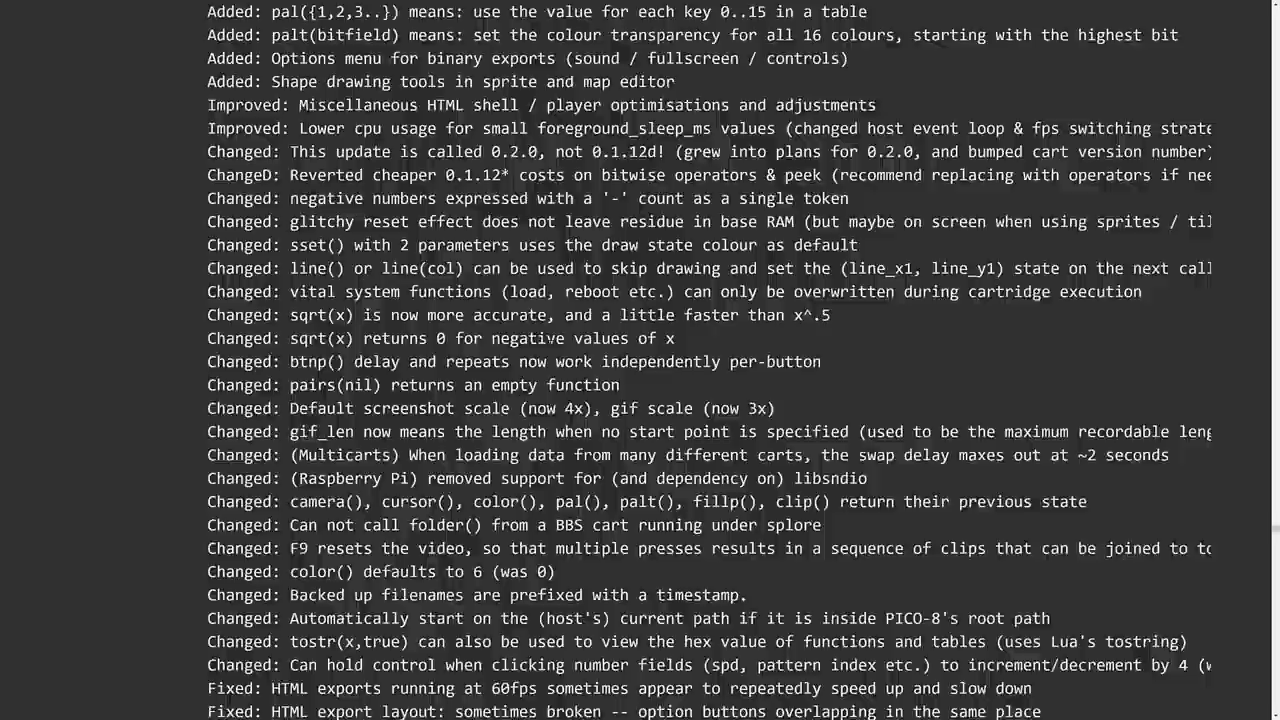 Added: pal({1,2,3..}) means: use the value for each key 0..15 in a table
Added: palt(bitfield) means: set the colour transparency for all 16 colours, starting with the highest bit
Added: Options menu for binary exports (sound / fullscreen / controls)
Added: Shape drawing tools in sprite and map editor
Improved: Miscellaneous HTML shell / player optimisations and adjustments
Improved: Lower cpu usage for small foreground_sleep_ms values (changed host event loop & fps switching strate
Changed: This update is called 0.2.0, not 0.1.12d! (grew into plans for 0.2.0, and bumped cart version number)
ChangeD: Reverted cheaper 0.1.12* costs on bitwise operators & peek (recommend replacing with operators if nee
Changed: negative numbers expressed with a '-' count as a single token
Changed: glitchy reset effect does not leave residue in base RAM (but maybe on screen when using sprites / til
Changed: sset() with 2 parameters uses the draw state colour as default
Changed: line() or line(col) can be used to skip drawing and set the (line_x1, line_y1) state on the next call
Changed: vital system functions (load, reboot etc.) can only be overwritten during cartridge execution
Changed: sqrt(x) is now more accurate, and a little faster than x^.5
Changed: sqrt(x) returns 0 for negative values of x
Changed: btnp() delay and repeats now work independently per-button
Changed: pairs(nil) returns an empty function
Changed: Default screenshot scale (now 4x), gif scale (now 3x)
Changed: gif_len now means the length when no start point is specified (used to be the maximum recordable leng
Changed: (Multicarts) When loading data from many different carts, the swap delay maxes out at ~2 seconds
Changed: (Raspberry Pi) removed support for (and dependency on) libsndio
Changed: camera(), cursor(), color(), pal(), palt(), fillp(), clip() return their previous state
Changed: Can not call folder() from a BBS cart running under splore
Changed: F9 resets the video, so that multiple presses results in a sequence of clips that can be joined to to
Changed: color() defaults to 6 (was 0)
Changed: Backed up filenames are prefixed with a timestamp.
Changed: Automatically start on the (host's) current path if it is inside PICO-8's root path
Changed: tostr(x,true) can also be used to view the hex value of functions and tables (uses Lua's tostring)
Changed: Can hold control when clicking number fields (spd, pattern index etc.) to increment/decrement by 4 (
Fixed: HTML exports running at 60fps sometimes appear to repeatedly speed up and slow down
Fixed: HTML export layout: sometimes broken -- option buttons overlapping in the same place